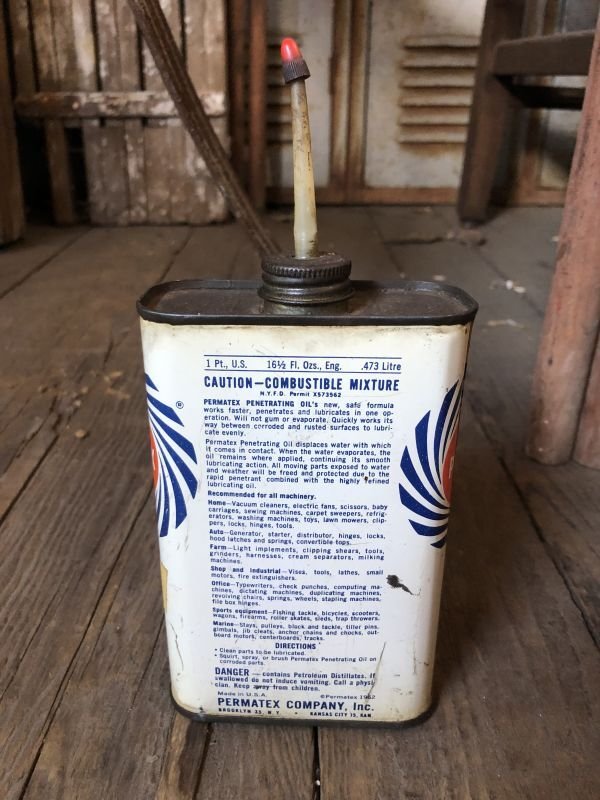 1 Pt., U.S. 16½ Fl. Ozs., Eng. .473 Litre
CAUTION—COMBUSTIBLE MIXTURE
N.Y.F.D. Permit X573562
PERMATEX PENETRATING OIL's new, safe formula
works faster, penetrates and lubricates in one op-
eration. Will not gum or evaporate. Quickly works its
way between corroded and rusted surfaces to lubri-
cate evenly.
Permatex Penetrating Oil displaces water with which
it comes in contact. When the water evaporates, the
oil remains where applied, continuing its smooth
lubricating action. All moving parts exposed to water
and weather will be freed and protected due to the
rapid penetrant combined with the highly refined
lubricating oil.
Recommended for all machinery.
Home—Vacuum cleaners, electric fans, scissors, baby
carriages, sewing machines, carpet sweepers, refrig-
erators, washing machines, toys, lawn mowers, clip-
pers, locks, hinges, tools.
Auto—Generator, starter, distributor, hinges, locks,
hood latches and springs, convertible tops.
Farm—Light implements, clipping shears, tools,
grinders, harnesses, cream separators, milking
machines.
Shop and Industrial—Vises, tools, lathes, small
motors, fire extinguishers.
Office—Typewriters, check punches, computing ma-
chines, dictating machines, duplicating machines,
revolving chairs, springs, wheels, stapling machines,
file box hinges.
Sports equipment—Fishing tackle, bicycles, scooters,
wagons, firearms, roller skates, sleds, trap throwers.
Marine—Stays, pulleys, block and tackle, tiller pins,
gimbals, jib cleats, anchor chains and chocks, out-
board motors, centerboards, tracks.
DIRECTIONS
• Clean parts to be lubricated.
• Squirt, spray, or brush Permatex Penetrating Oil on
corroded parts.
DANGER — contains Petroleum Distillates. If
swallowed do not induce vomiting. Call a physi-
cian. Keep away from children.
Made in U.S.A. ©Permatex 1962
PERMATEX COMPANY, Inc.
BROOKLYN 35, N.Y. • KANSAS CITY 15, KAN.
®